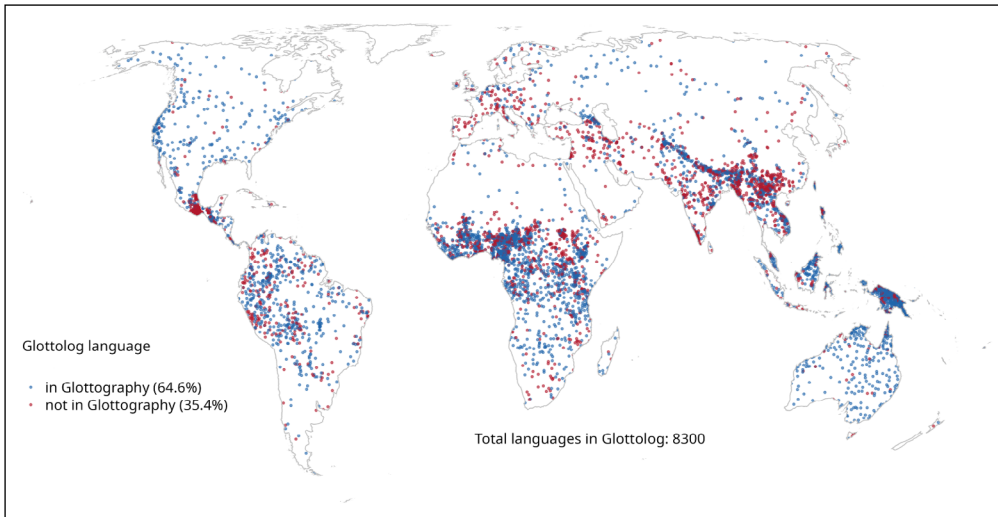 Glottolog language
in Glottography (64.6%)
not in Glottography (35.4%)
Total languages in Glottolog: 8300